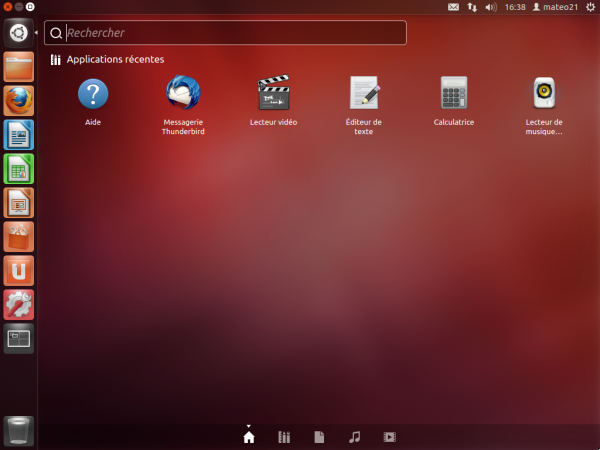 16:38 mateo21
Rechercher
Applications récentes
Aide
Messagerie
Thunderbird
Lecteur vidéo
Éditeur de
texte
Calculatrice
Lecteur de
musique...